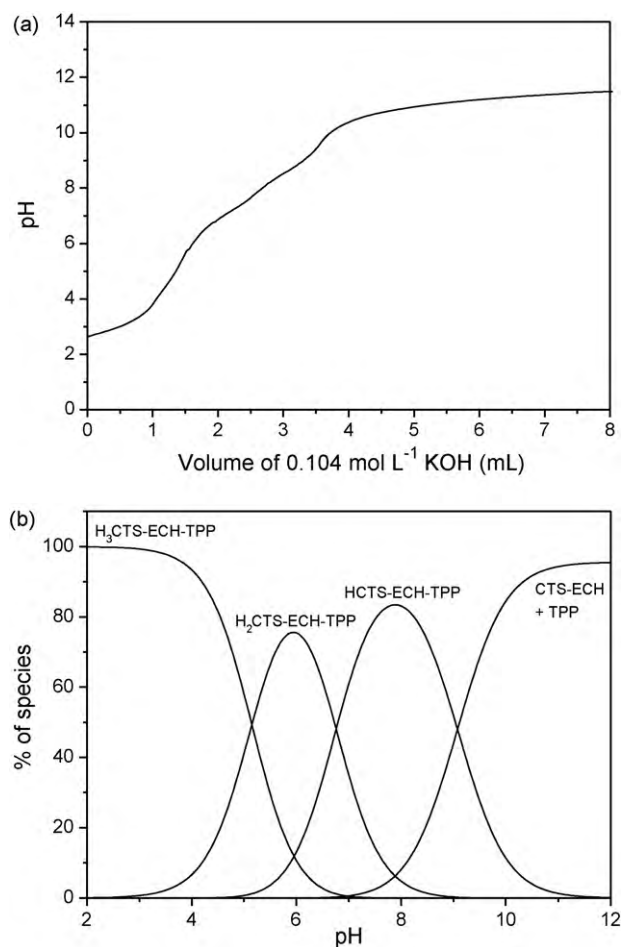 (a)
14
12
10
8
6
4
2
0
pH
0 1 2 3 4 5 6 7 8
Volume of 0.104 mol L⁻¹ KOH (mL)
(b)
H₃CTS-ECH-TPP
100
80
60
40
20
0
% of species
H₂CTS-ECH-TPP
HCTS-ECH-TPP
CTS-ECH
+ TPP
2 4 6 8 10 12
pH